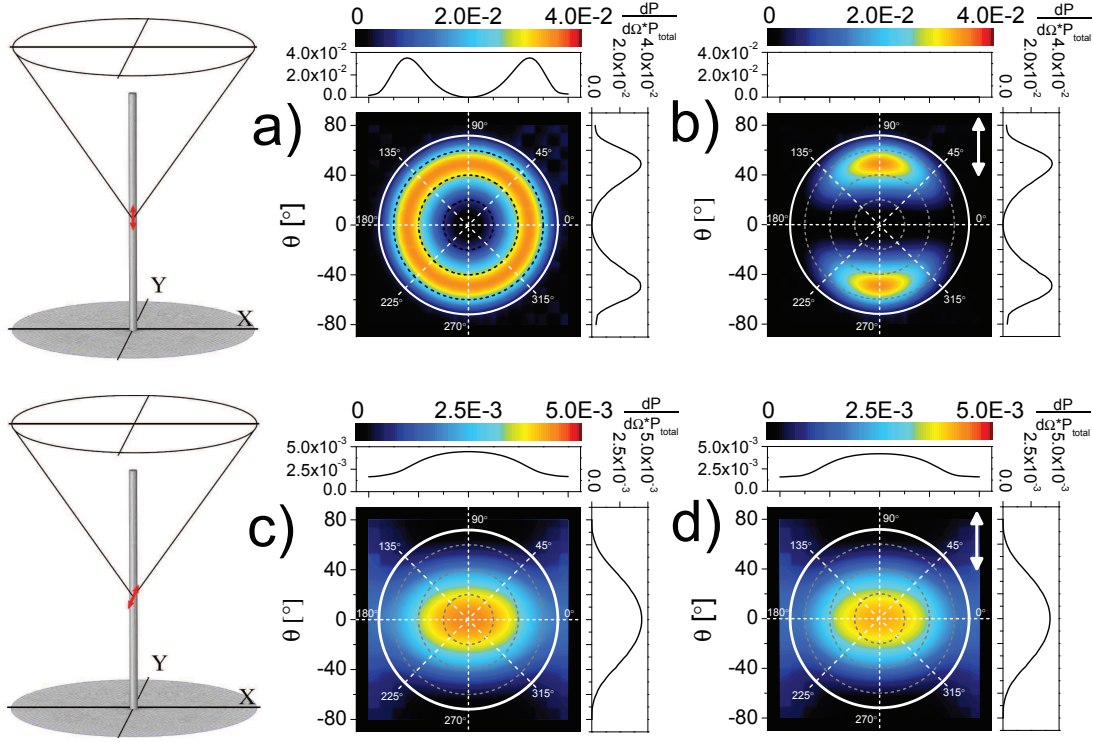 0 2.0E-2 4.0E-2 dP
dΩ*P_total
4.0x10⁻²
2.0x10⁻²
0.0
0.0
2.0x10⁻²
4.0x10⁻²
a)
80
40
0
-40
-80
θ [°]
90°
135°
45°
180°
0°
225°
315°
270°
0 2.0E-2 4.0E-2 dP
dΩ*P_total
4.0x10⁻²
2.0x10⁻²
0.0
0.0
2.0x10⁻²
4.0x10⁻²
b)
80
40
0
-40
-80
θ [°]
90°
135°
45°
180°
0°
225°
315°
270°
Y
X
0 2.5E-3 5.0E-3 dP
dΩ*P_total
5.0x10⁻³
2.5x10⁻³
0.0
0.0
2.5x10⁻³
5.0x10⁻³
c)
80
40
0
-40
-80
θ [°]
90°
135°
45°
180°
0°
225°
315°
270°
0 2.5E-3 5.0E-3 dP
dΩ*P_total
5.0x10⁻³
2.5x10⁻³
0.0
0.0
2.5x10⁻³
5.0x10⁻³
d)
80
40
0
-40
-80
θ [°]
90°
135°
45°
180°
0°
225°
315°
270°
Y
X